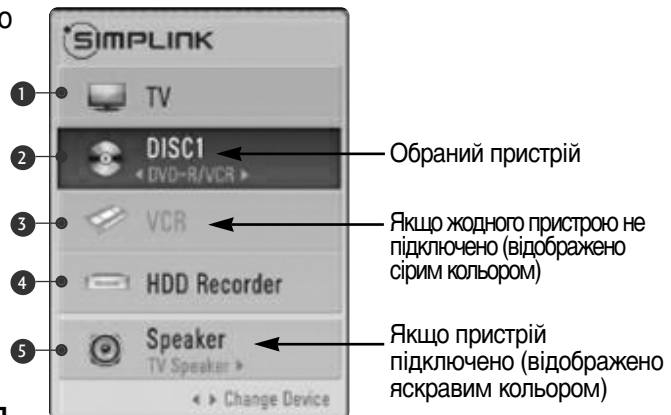 о
SIMPLINK
1 TV
2 DISC1
◂ DVD-R/VCR ▸
Обраний пристрій
3 VCR
Якщо жодного пристрою не
підключено (відображено
сірим кольором)
4 HDD Recorder
5 Speaker
TV Speaker ▸
Якщо пристрій
підключено (відображено
яскравим кольором)
◂ ▸ Change Device